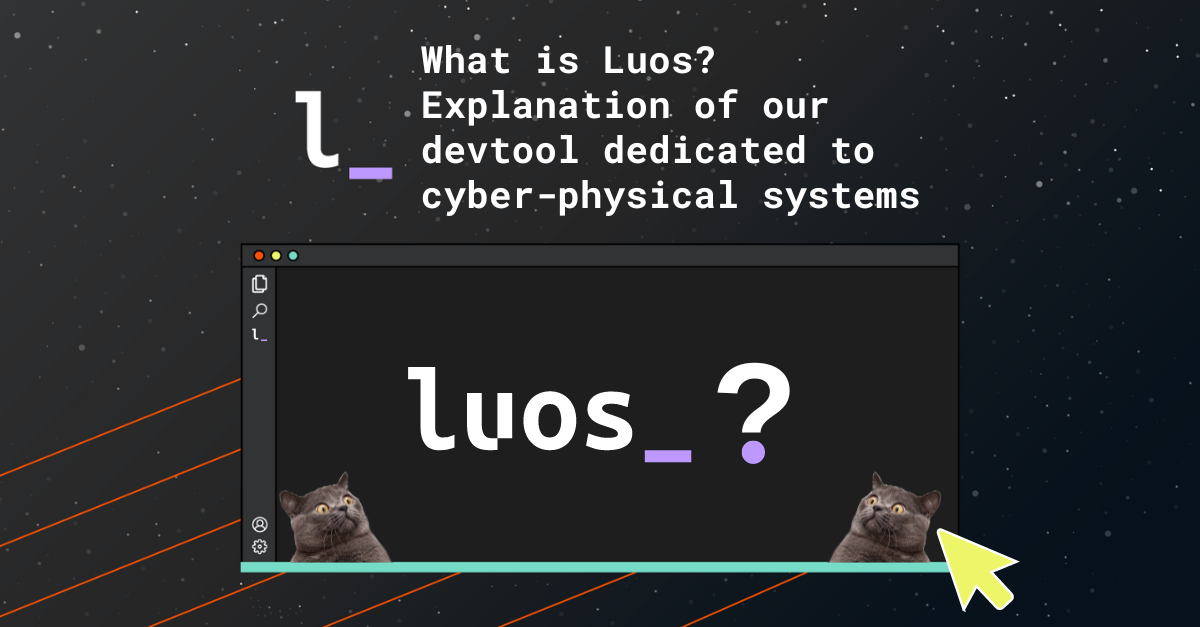 What is Luos?
l_
Explanation of our
devtool dedicated to
cyber-physical systems
l_
luos_?